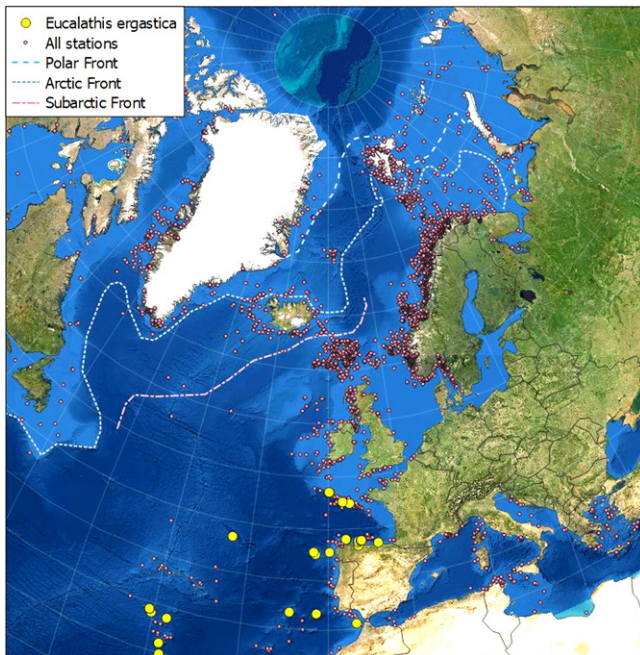 Eucalathis ergastica
All stations
Polar Front
Arctic Front
Subarctic Front